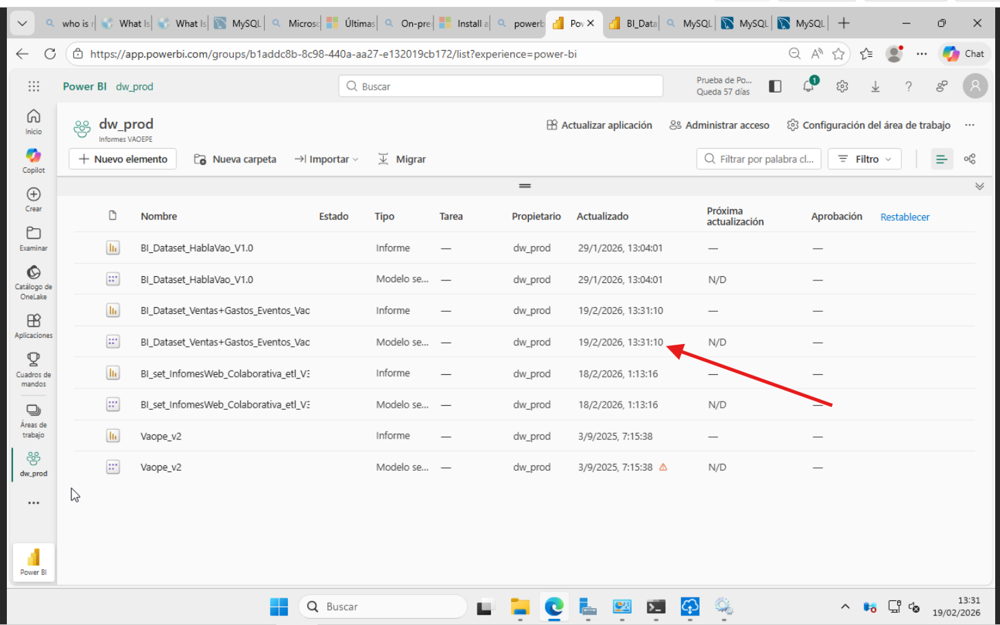 who is r
What Is
What Is
MySQL
Microsc
Últimas
On-pre
Install a
powerb
Pov
BI_Data
MySQL
MySQL
MySQL
https://app.powerbi.com/groups/b1addc8b-8c98-440a-aa27-e132019cb172/list?experience=power-bi
Chat
Power BI dw_prod
Buscar
Prueba de Po...
Queda 57 días
1
Inicio
Copilot
Crear
Examinar
Catálogo de
OneLake
Aplicaciones
Cuadros de
mandos
Áreas de
trabajo
dw_prod
Power BI
dw_prod
Informes VAOEPE
Actualizar aplicación
Administrar acceso
Configuración del área de trabajo
Nuevo elemento
Nueva carpeta
Importar
Migrar
Filtrar por palabra cl...
Filtro
Nombre Estado Tipo Tarea Propietario Actualizado Próxima actualización Aprobación Restablecer
BI_Dataset_HablaVao_V1.0 Informe — dw_prod 29/1/2026, 13:04:01 — —
BI_Dataset_HablaVao_V1.0 Modelo se... — dw_prod 29/1/2026, 13:04:01 N/D —
BI_Dataset_Ventas+Gastos_Eventos_Vac Informe — dw_prod 19/2/2026, 13:31:10 — —
BI_Dataset_Ventas+Gastos_Eventos_Vac Modelo se... — dw_prod 19/2/2026, 13:31:10 N/D —
BI_set_InfomesWeb_Colaborativa_etl_V3 Informe — dw_prod 18/2/2026, 1:13:16 — —
BI_set_InfomesWeb_Colaborativa_etl_V3 Modelo se... — dw_prod 18/2/2026, 1:13:16 N/D —
Vaope_v2 Informe — dw_prod 3/9/2025, 7:15:38 — —
Vaope_v2 Modelo se... — dw_prod 3/9/2025, 7:15:38 N/D —
Buscar
13:31
19/02/2026